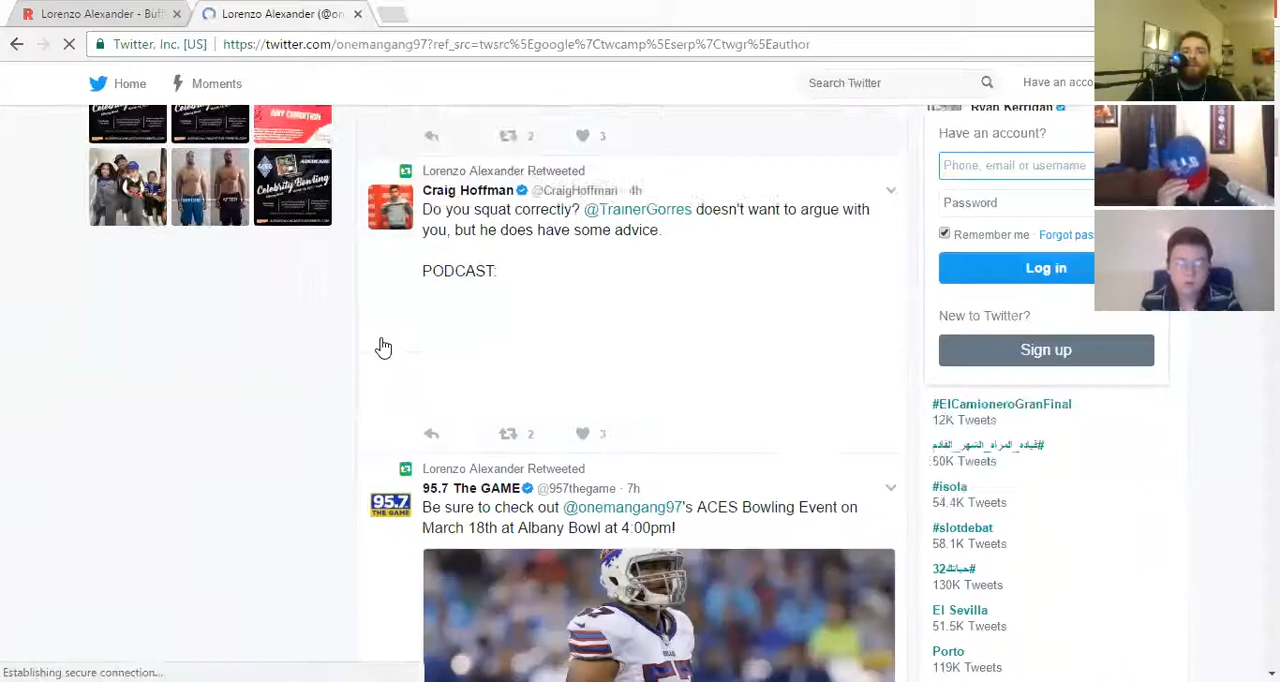 Lorenzo Alexander - Buff
Lorenzo Alexander (@on
Twitter, Inc. [US] https://twitter.com/onemangang97?ref_src=twsrc%5Egoogle%7Ctwcamp%5Eserp%7Ctwgr%5Eauthor
Home Moments
Search Twitter
Have an acco
ANY CONDITION
Celebrity Bowling
2 3
Lorenzo Alexander Retweeted
Craig Hoffman @CraigHoffman 4h
Do you squat correctly? @TrainerGorres doesn't want to argue with
you, but he does have some advice.
PODCAST:
2 3
Lorenzo Alexander Retweeted
95.7 The GAME @957thegame · 7h
95.7
THE GAME
Be sure to check out @onemangang97's ACES Bowling Event on
March 18th at Albany Bowl at 4:00pm!
Ryan Kerrigan
Have an account?
Phone, email or username
Password
Remember me · Forgot pas
Log in
New to Twitter?
Sign up
#ElCamioneroGranFinal
12K Tweets
#isola
54.4K Tweets
#slotdebat
58.1K Tweets
130K Tweets
El Sevilla
51.5K Tweets
Porto
119K Tweets
Establishing secure connection...